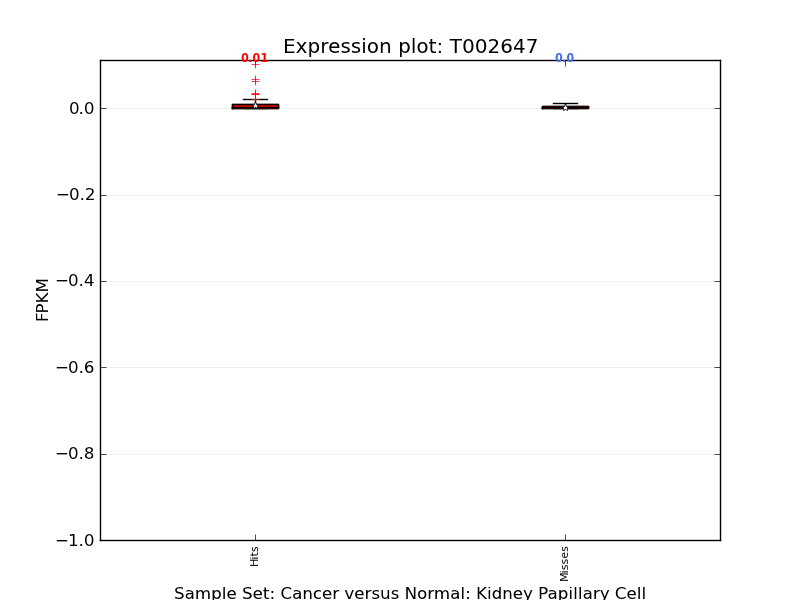 Expression plot: T002647
0.01
0.0
0.0
−0.2
−0.4
−0.6
−0.8
−1.0
FPKM
Hits
Misses
Sample Set: Cancer versus Normal: Kidney Papillary Cell